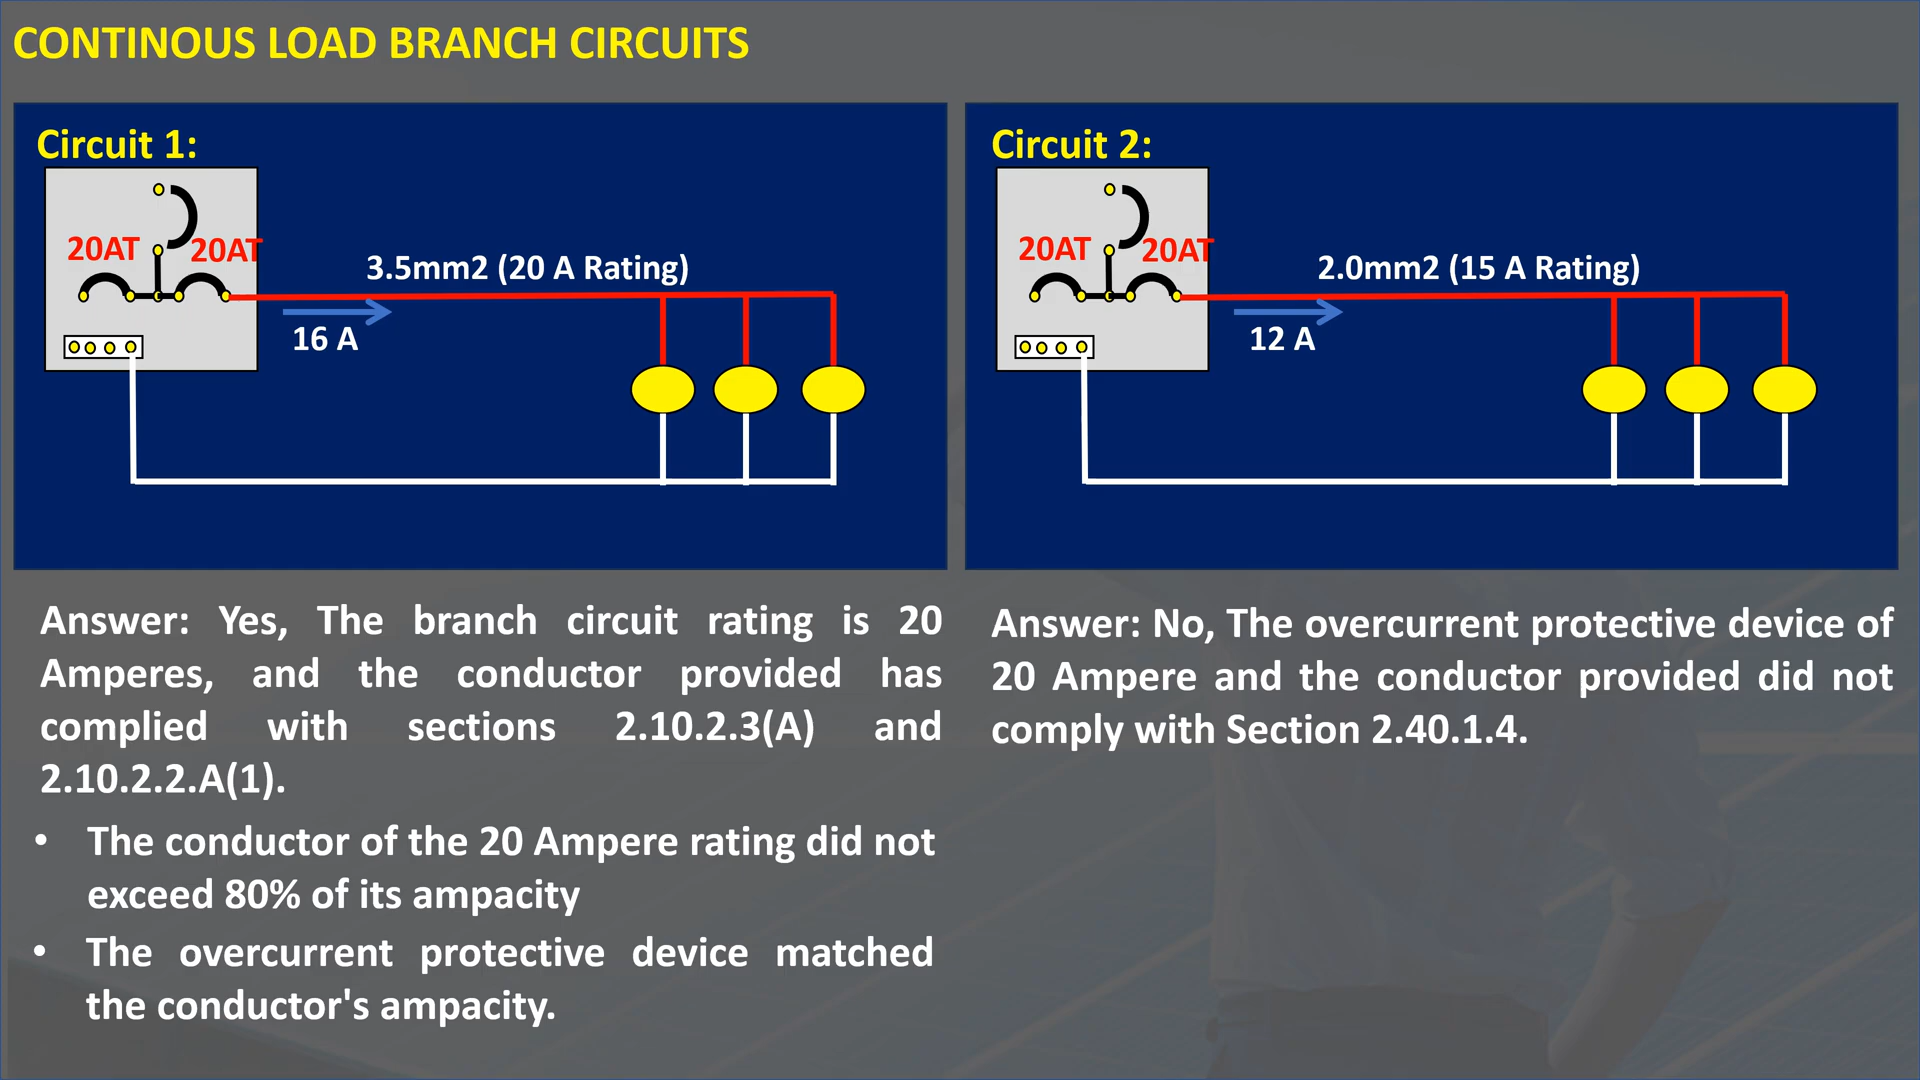 CONTINOUS LOAD BRANCH CIRCUITS
Circuit 1:
20AT
20AT
3.5mm2 (20 A Rating)
16 A
Circuit 2:
20AT
20AT
2.0mm2 (15 A Rating)
12 A
Answer: Yes, The branch circuit rating is 20
Amperes, and the conductor provided has
complied with sections 2.10.2.3(A) and
2.10.2.2.A(1).
• The conductor of the 20 Ampere rating did not
exceed 80% of its ampacity
• The overcurrent protective device matched
the conductor's ampacity.
Answer: No, The overcurrent protective device of
20 Ampere and the conductor provided did not
comply with Section 2.40.1.4.